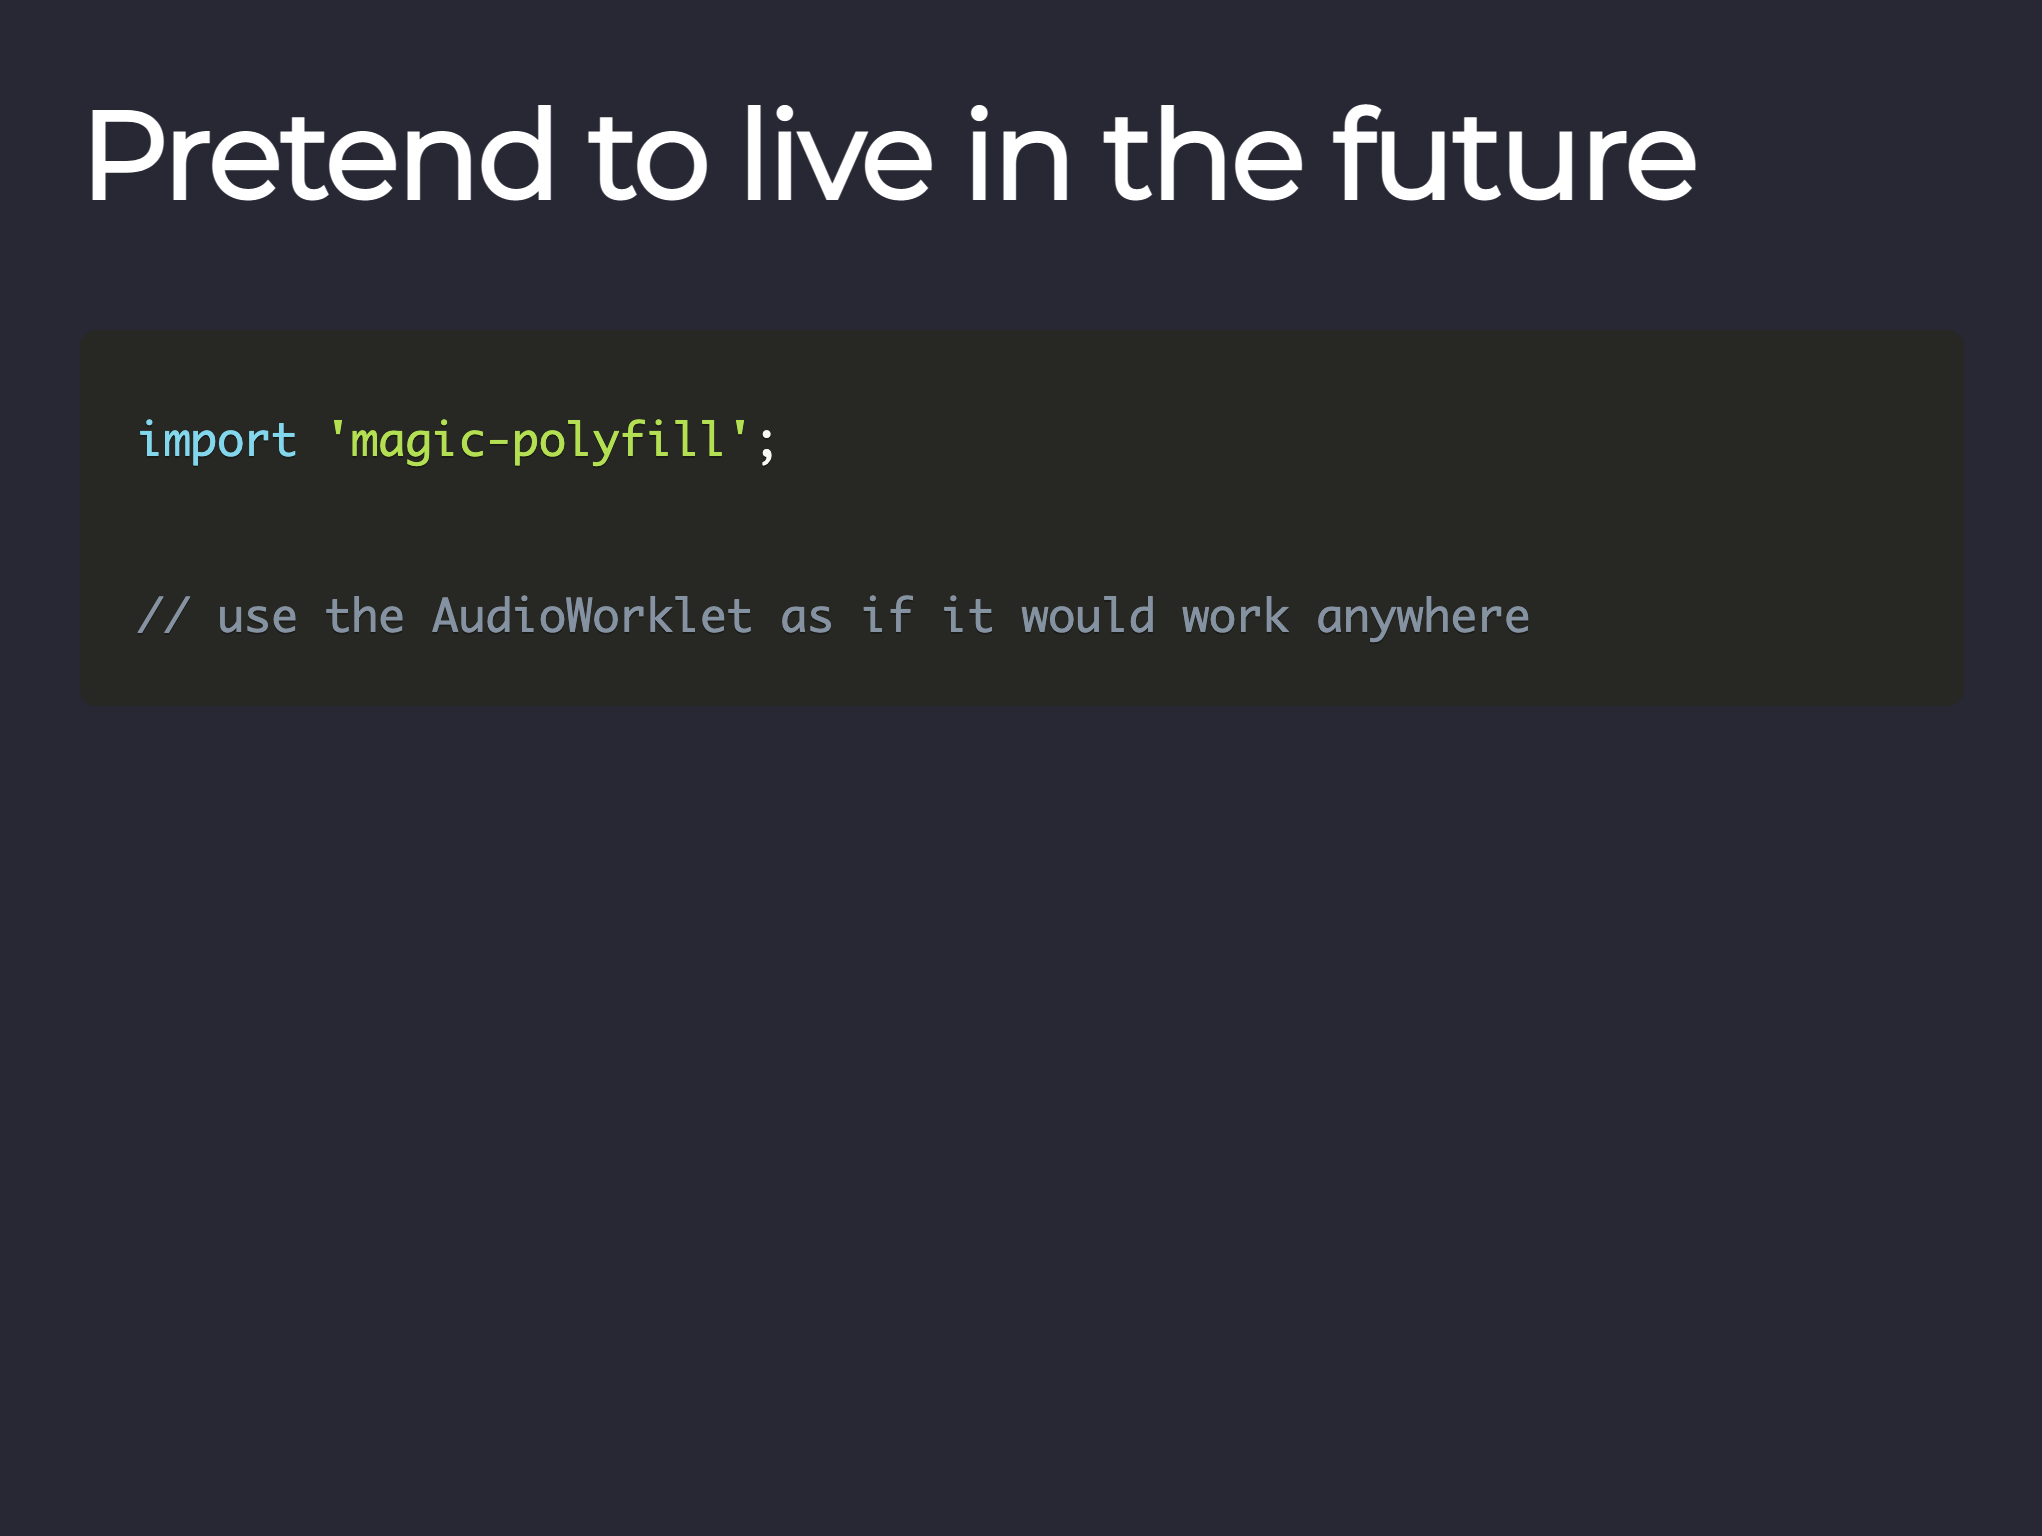 Pretend to live in the future
import 'magic-polyfill';
// use the AudioWorklet as if it would work anywhere